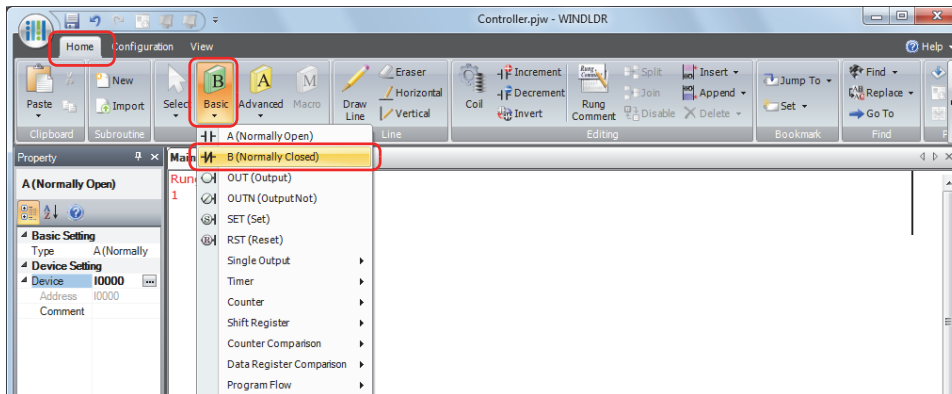 Controller.pjw - WINDLDR
Home Configuration View Help
Paste
New
Import
Select
Basic
Advanced
Macro
Draw Line
Eraser
Horizontal
Vertical
Coil
Increment
Decrement
Invert
Rung Comment
Split
Join
Disable
Insert
Append
Delete
Jump To
Set
Find
Replace
Go To
Clipboard Subroutine Line Editing Bookmark Find
Property
Main
A (Normally Open)
B (Normally Closed)
OUT (Output)
OUTN (OutputNot)
SET (Set)
RST (Reset)
Single Output
Timer
Counter
Shift Register
Counter Comparison
Data Register Comparison
Program Flow
A (Normally Open)
Basic Setting
Type A (Normally
Device Setting
Device I0000
Address I0000
Comment
1